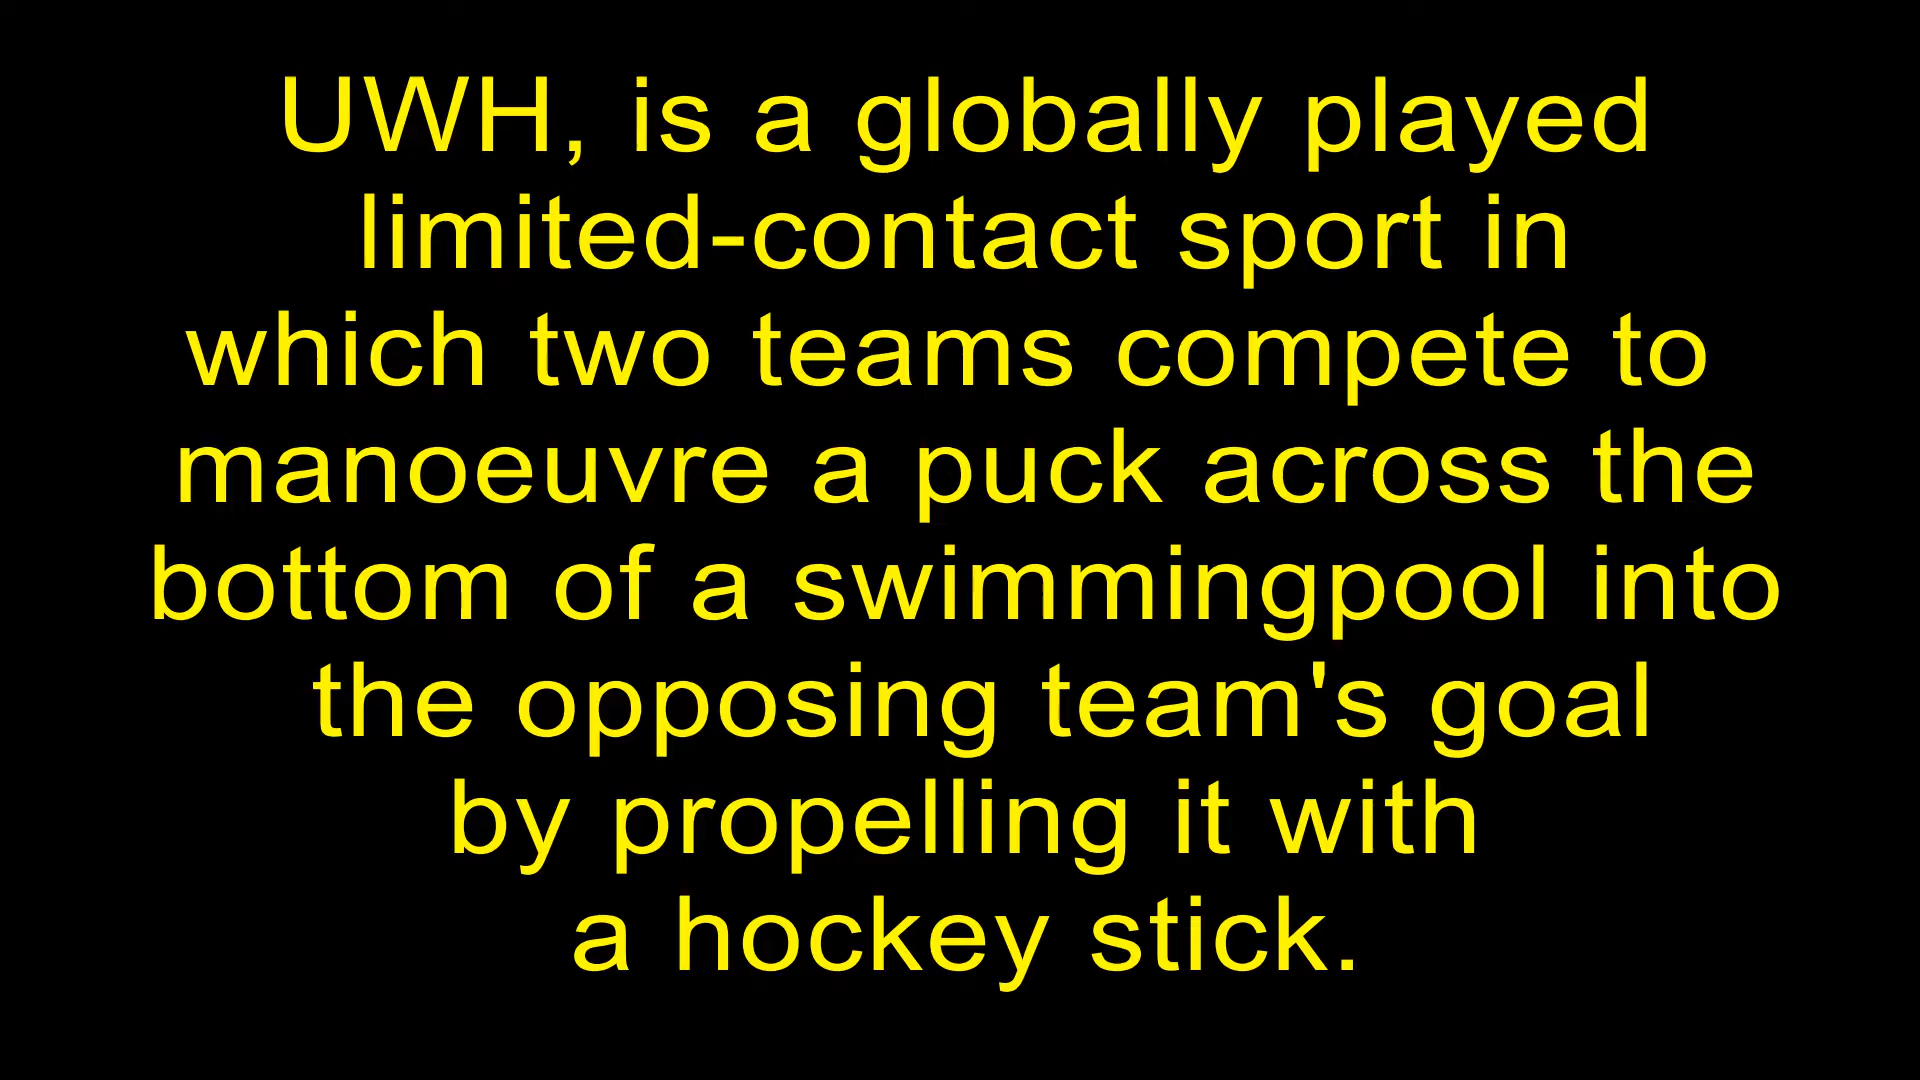 UWH, is a globally played
limited-contact sport in
which two teams compete to
manoeuvre a puck across the
bottom of a swimmingpool into
the opposing team's goal
by propelling it with
a hockey stick.